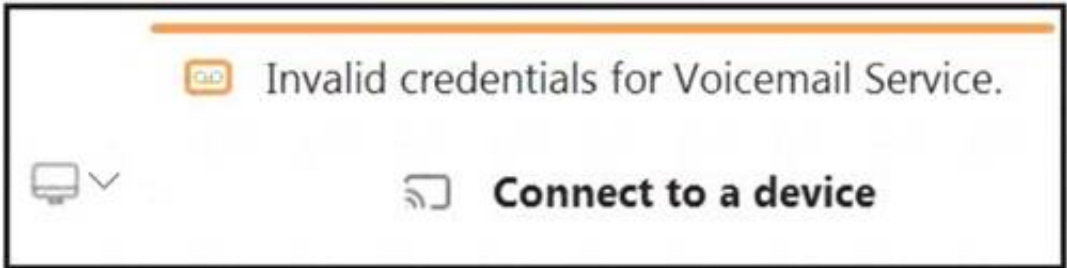 Invalid credentials for Voicemail Service.
Connect to a device